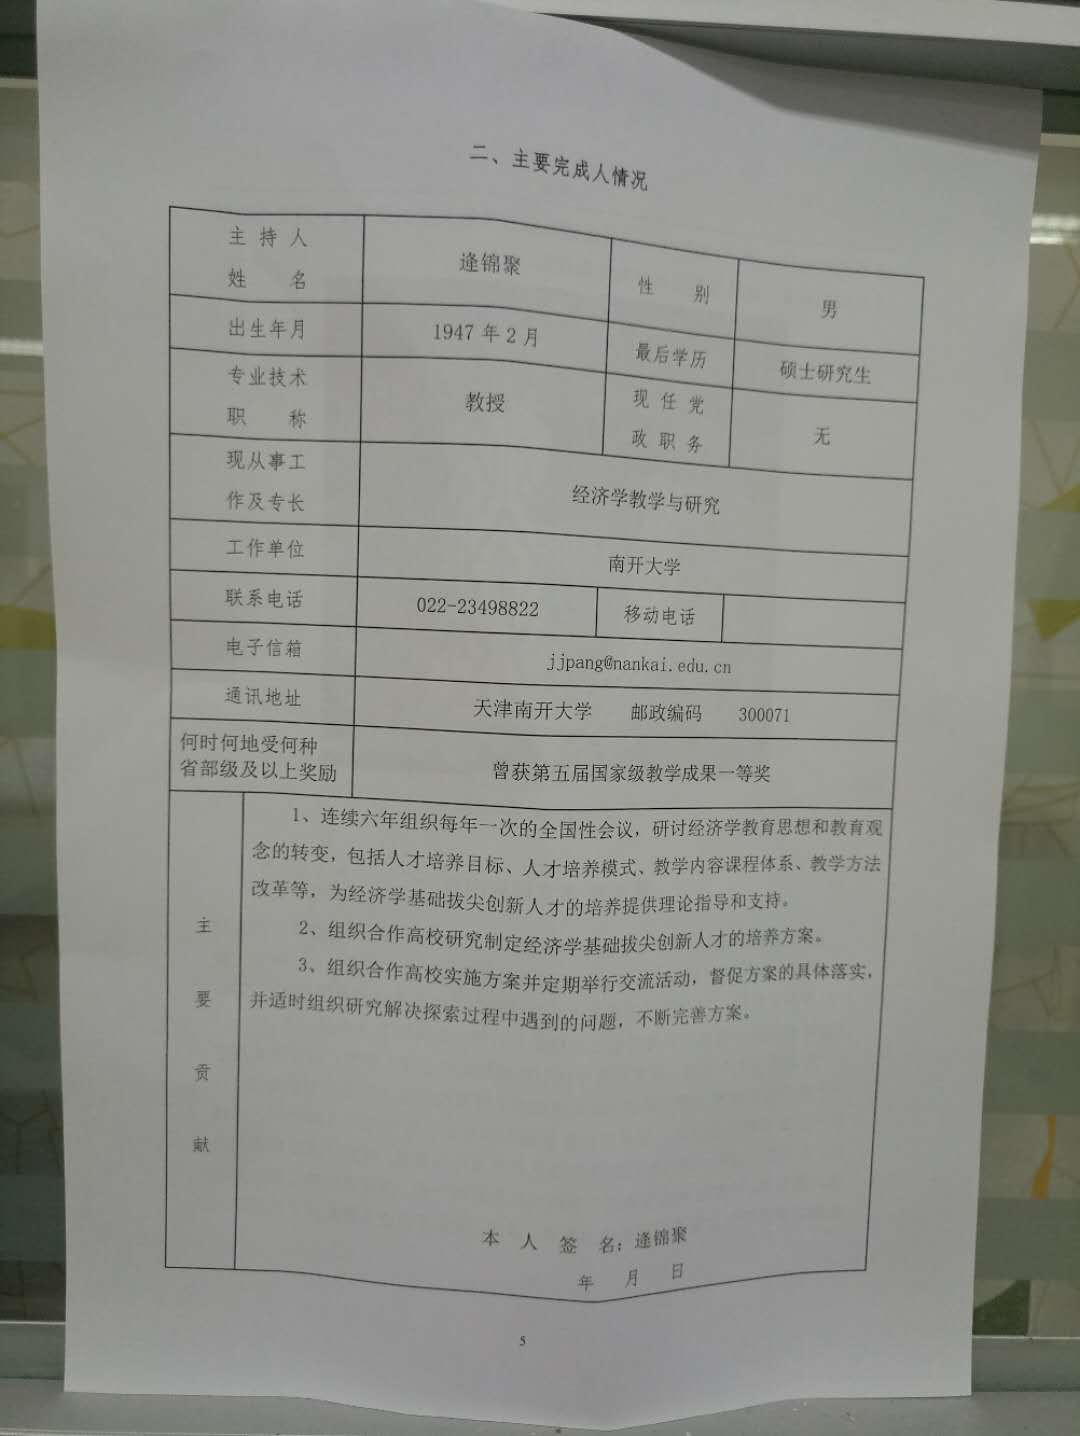 二、主要完成人情况
主 持 人
姓 名
逄锦聚
性 别
男
出生年月
1947 年 2 月
最后学历
硕士研究生
专业技术
职 称
教授
现 任 党
政 职 务
无
现从事工
作及专长
经济学教学与研究
工作单位
南开大学
联系电话
022-23498822
移动电话
电子信箱
jjpang@nankai.edu.cn
通讯地址
天津南开大学 邮政编码 300071
何时何地受何种
省部级及以上奖励
曾获第五届国家级教学成果一等奖
主
要
贡
献
1、连续六年组织每年一次的全国性会议，研讨经济学教育思想和教育观
念的转变，包括人才培养目标、人才培养模式、教学内容课程体系、教学方法
改革等，为经济学基础拔尖创新人才的培养提供理论指导和支持。
2、组织合作高校研究制定经济学基础拔尖创新人才的培养方案。
3、组织合作高校实施方案并定期举行交流活动，督促方案的具体落实，
并适时组织研究解决探索过程中遇到的问题，不断完善方案。
本 人 签 名：逄锦聚
年 月 日
5